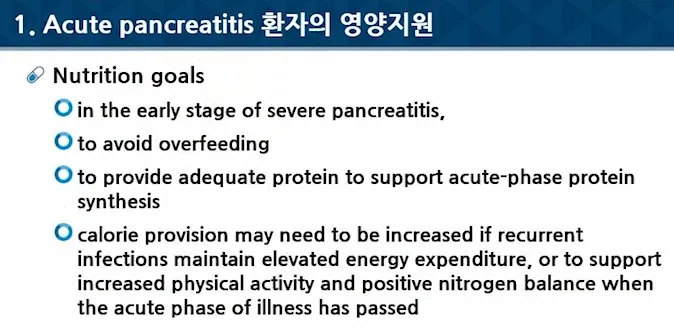 1. Acute pancreatitis 환자의 영양지원
Nutrition goals
in the early stage of severe pancreatitis,
to avoid overfeeding
to provide adequate protein to support acute-phase protein
synthesis
calorie provision may need to be increased if recurrent
infections maintain elevated energy expenditure, or to support
increased physical activity and positive nitrogen balance when
the acute phase of illness has passed